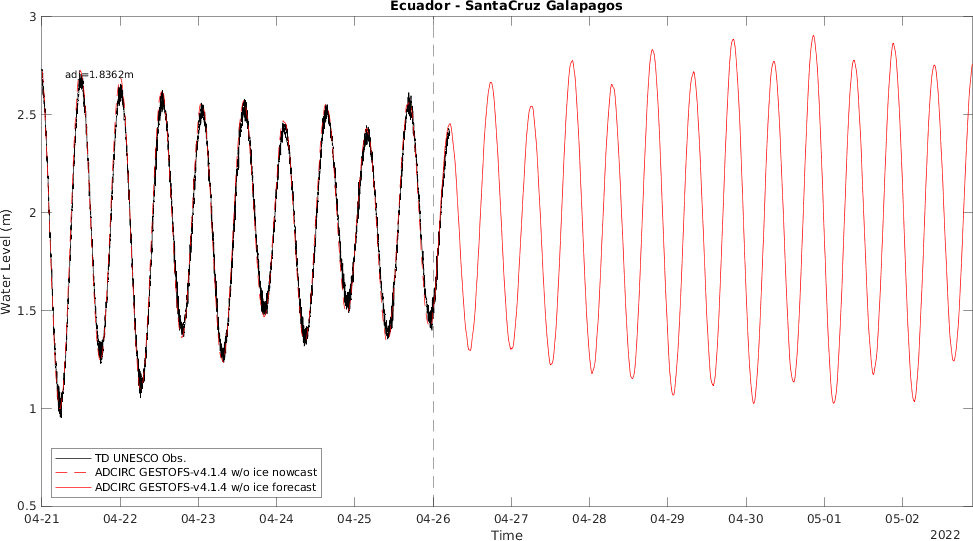 Ecuador - SantaCruz Galapagos
3
adj=1.8362m
2.5
2
Water Level (m)
1.5
1
TD UNESCO Obs.
ADCIRC GESTOFS-v4.1.4 w/o ice nowcast
ADCIRC GESTOFS-v4.1.4 w/o ice forecast
0.5
04-21 04-22 04-23 04-24 04-25 04-26 04-27 04-28 04-29 04-30 05-01 05-02
Time
2022